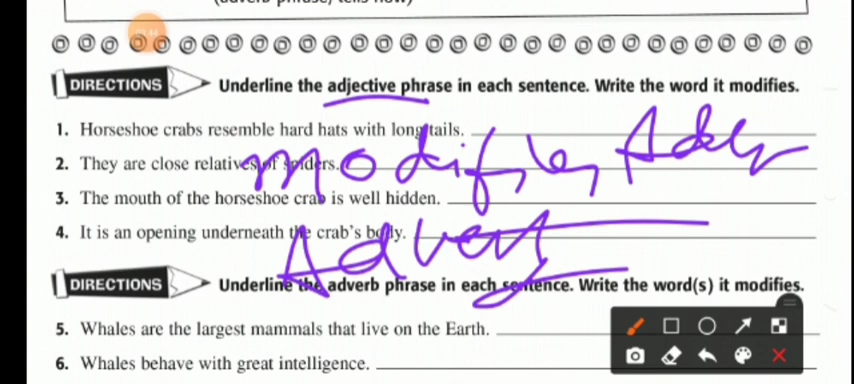 (adverb phrase, tells how)
DIRECTIONS Underline the adjective phrase in each sentence. Write the word it modifies.
1. Horseshoe crabs resemble hard hats with long tails.
2. They are close relatives of spiders.
3. The mouth of the horseshoe crab is well hidden.
4. It is an opening underneath the crab's body.
DIRECTIONS Underline the adverb phrase in each sentence. Write the word(s) it modifies.
5. Whales are the largest mammals that live on the Earth.
6. Whales behave with great intelligence.